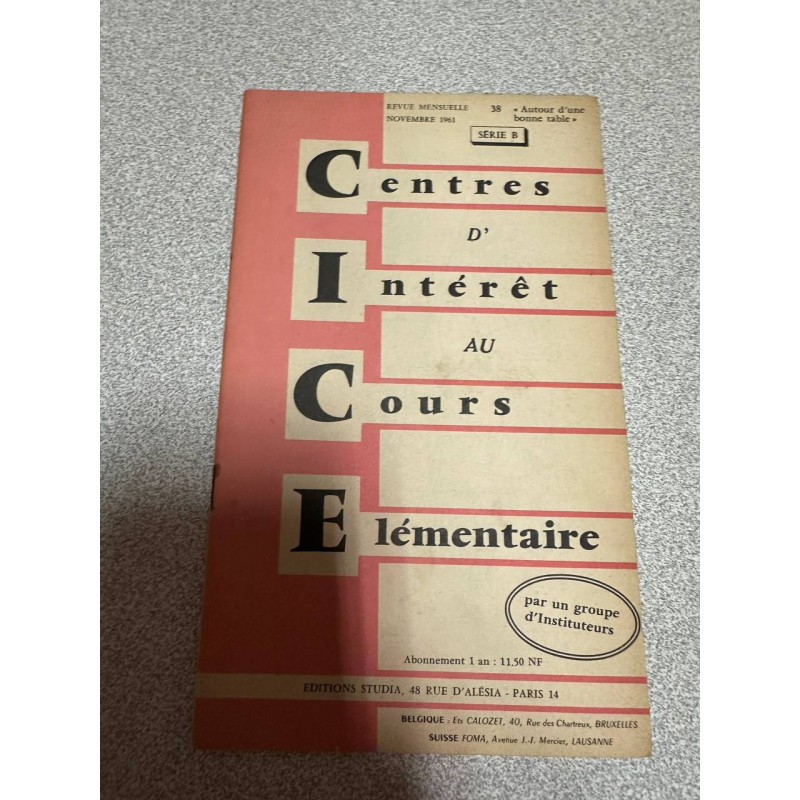 REVUE MENSUELLE 38 « Autour d'une
NOVEMBRE 1961 bonne table »
SÉRIE B
Centres
D'
Intérêt
AU
Cours
Elémentaire
par un groupe
d'Instituteurs
Abonnement 1 an : 11,50 NF
EDITIONS STUDIA, 48 RUE D'ALÉSIA - PARIS 14
BELGIQUE : Ets CALOZET, 40, Rue des Chartreux, BRUXELLES
SUISSE FOMA, Avenue J.-J. Mercier, LAUSANNE